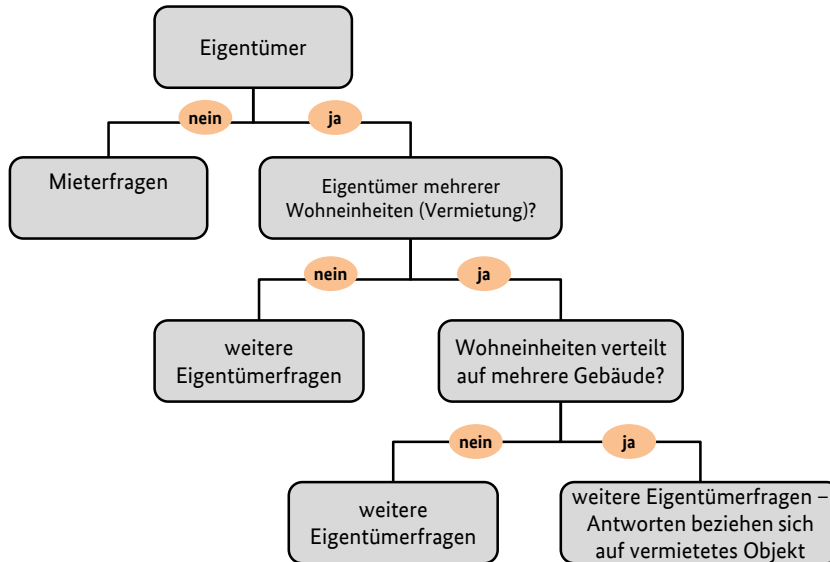 Eigentümer
nein
ja
Mieterfragen
Eigentümer mehrerer
Wohneinheiten (Vermietung)?
nein
ja
weitere
Eigentümerfragen
Wohneinheiten verteilt
auf mehrere Gebäude?
nein
ja
weitere
Eigentümerfragen
weitere Eigentümerfragen –
Antworten beziehen sich
auf vermietetes Objekt